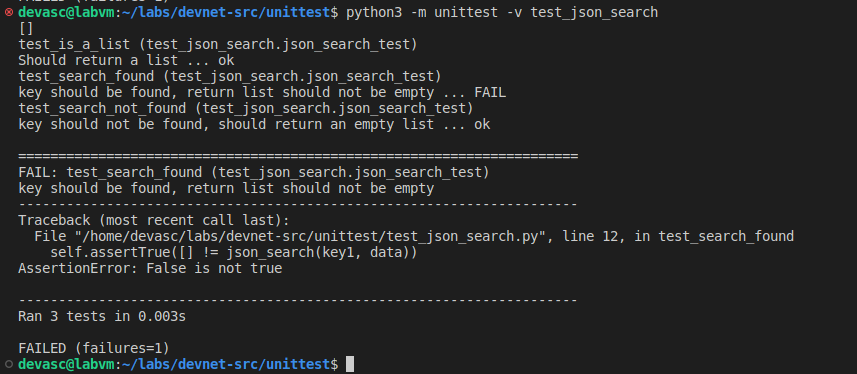 devasc@labvm:~/labs/devnet-src/unittest$ python3 -m unittest -v test_json_search
[]
test_is_a_list (test_json_search.json_search_test)
Should return a list ... ok
test_search_found (test_json_search.json_search_test)
key should be found, return list should not be empty ... FAIL
test_search_not_found (test_json_search.json_search_test)
key should not be found, should return an empty list ... ok
======================================================================
FAIL: test_search_found (test_json_search.json_search_test)
key should be found, return list should not be empty
----------------------------------------------------------------------
Traceback (most recent call last):
  File "/home/devasc/labs/devnet-src/unittest/test_json_search.py", line 12, in test_search_found
    self.assertTrue([] != json_search(key1, data))
AssertionError: False is not true
----------------------------------------------------------------------
Ran 3 tests in 0.003s
FAILED (failures=1)
devasc@labvm:~/labs/devnet-src/unittest$